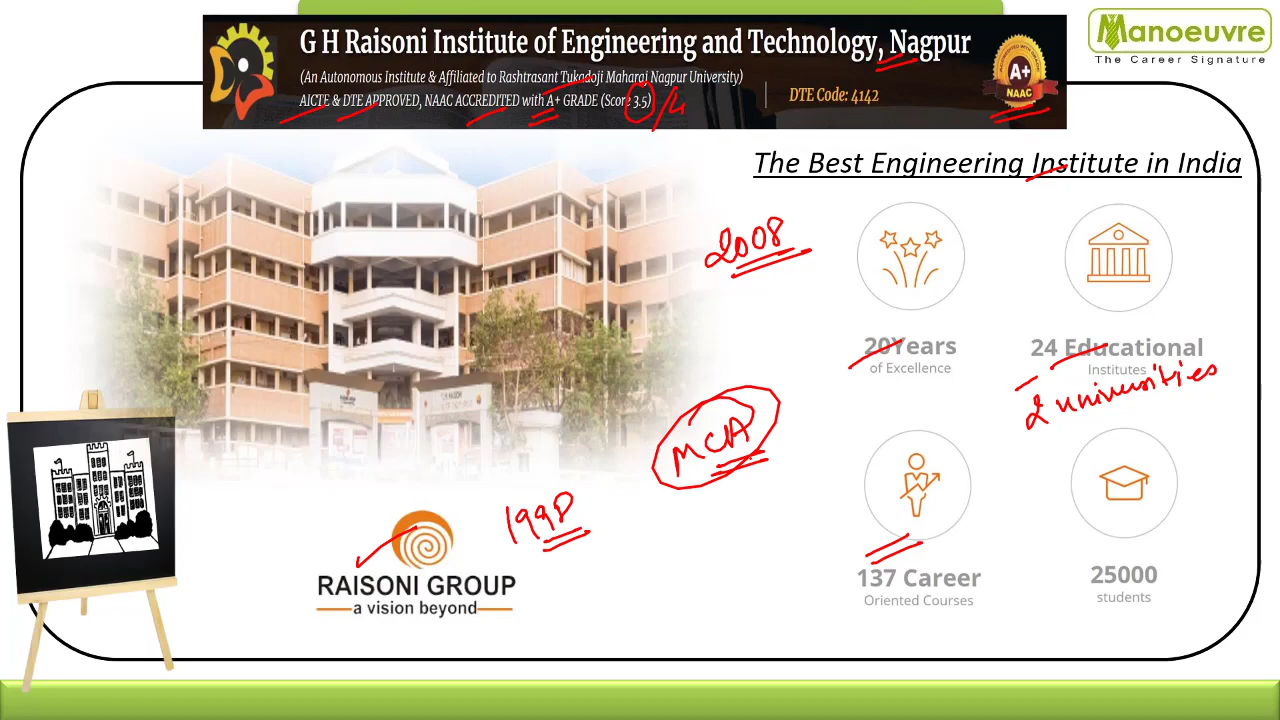 G H Raisoni Institute of Engineering and Technology, Nagpur
(An Autonomous Institute & Affiliated to Rashtrasant Tukadoji Maharaj Nagpur University)
AICTE & DTE APPROVED, NAAC ACCREDITED with A+ GRADE (Score 3.5) /4
DTE Code: 4142
A+
NAAC
Manoeuvre
The Career Signature
The Best Engineering Institute in India
2008
20Years
of Excellence
24 Educational
Institutes
2 universities
MCA
1998
RAISONI GROUP
a vision beyond
137 Career
Oriented Courses
25000
students